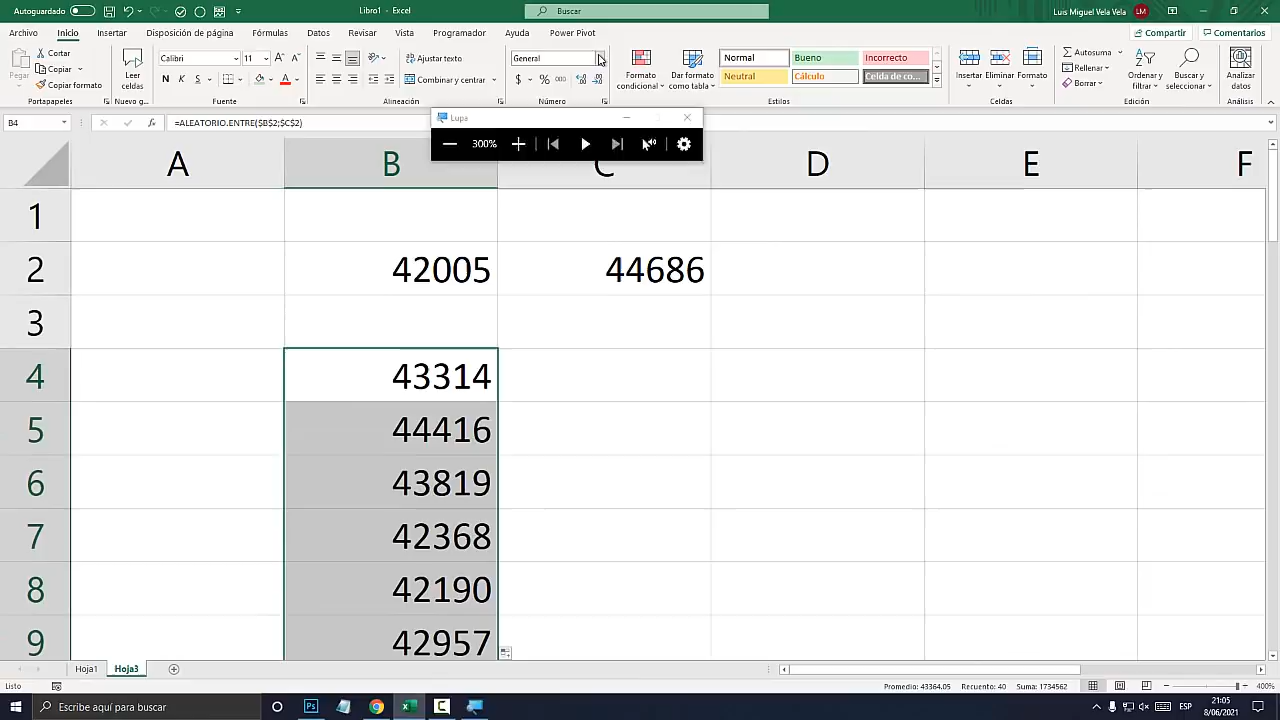 Autoguardado
Libro1 - Excel
Buscar
Luis Miguel Vela Vela
LM
Archivo
Inicio
Insertar
Disposición de página
Fórmulas
Datos
Revisar
Vista
Programador
Ayuda
Power Pivot
Compartir
Comentarios
Pegar
Cortar
Copiar
Copiar formato
Portapapeles
Leer celdas
Nuevo g...
Calibri
11
N K S
Fuente
Ajustar texto
Combinar y centrar
Alineación
General
$ % 000
Número
Formato condicional
Dar formato como tabla
Normal
Bueno
Incorrecto
Neutral
Cálculo
Celda de co...
Estilos
Insertar
Eliminar
Formato
Celdas
Autosuma
Rellenar
Borrar
Ordenar y filtrar
Buscar y seleccionar
Edición
Analizar datos
Análisis
B4
fx
=ALEATORIO.ENTRE($B$2;$C$2)
Lupa
300%
A B C D E F
1
2 42005 44686
3
4 43314
5 44416
6 43819
7 42368
8 42190
9 42957
Hoja1
Hoja3
Listo
Promedio: 43364.05
Recuento: 40
Suma: 1734562
400%
Escribe aquí para buscar
Ps
ESP
21:05
8/06/2021